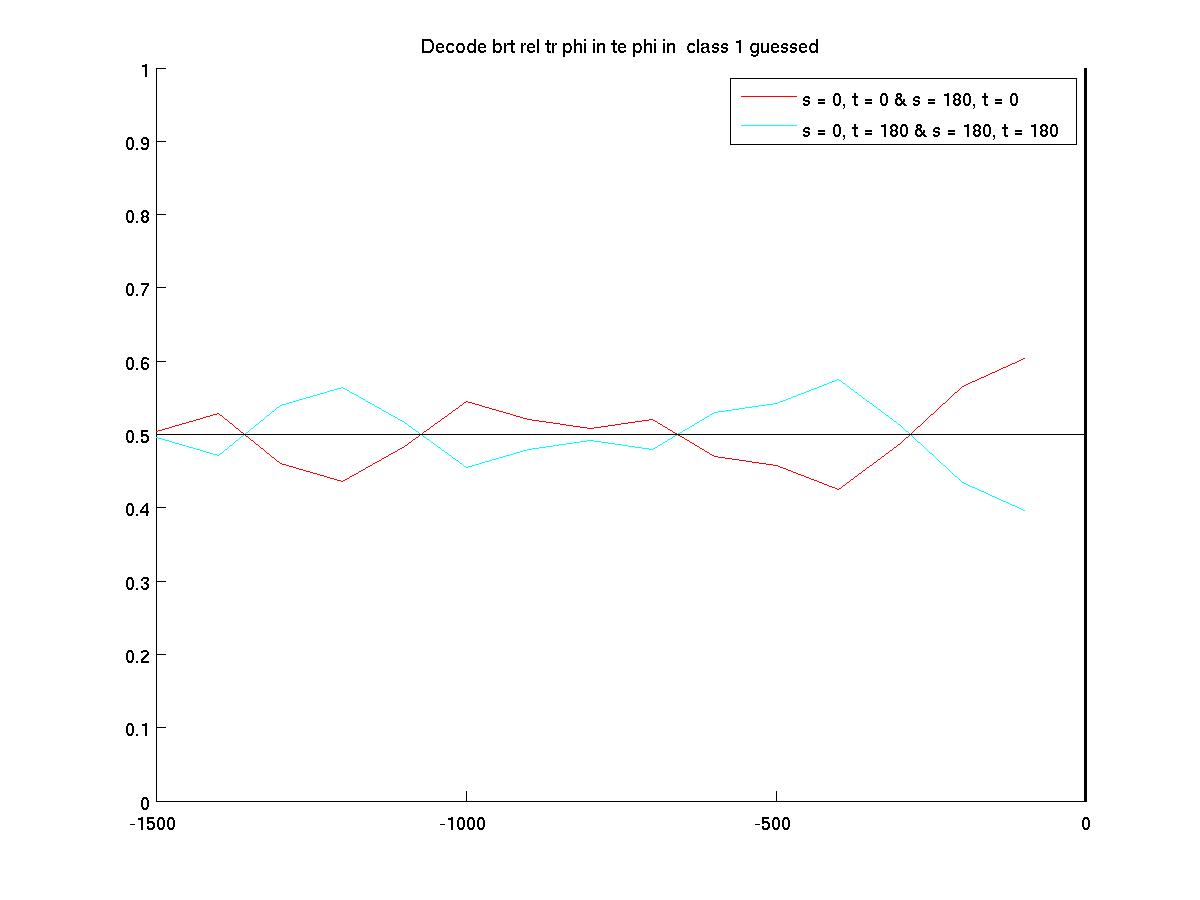 Decode brt rel tr phi in te phi in  class 1 guessed
s = 0, t = 0 & s = 180, t = 0
s = 0, t = 180 & s = 180, t = 180
1
0.9
0.8
0.7
0.6
0.5
0.4
0.3
0.2
0.1
0
-1500 -1000 -500 0